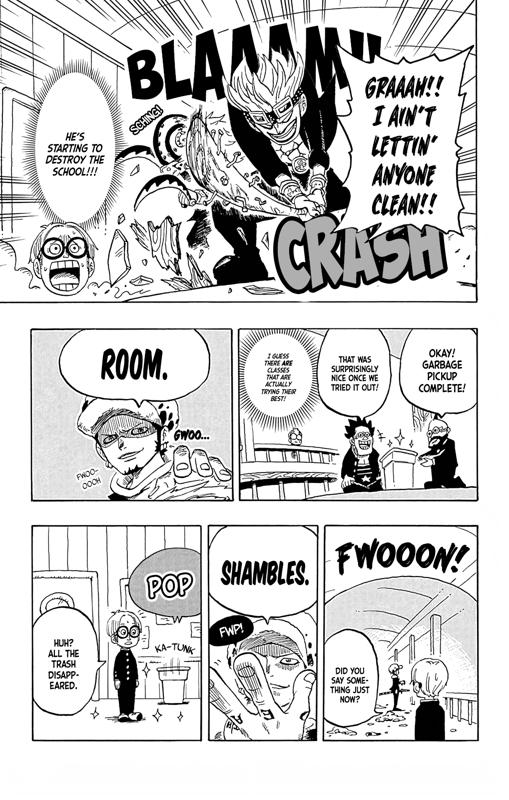 BLAAAM!!
GRAAAH!!
I AIN'T
LETTIN'
ANYONE
CLEAN!!
SCHING!
HE'S
STARTING TO
DESTROY THE
SCHOOL!!!
CRASH
OKAY!
GARBAGE
PICKUP
COMPLETE!
THAT WAS
SURPRISINGLY
NICE ONCE WE
TRIED IT OUT!
I GUESS
THERE ARE
CLASSES
THAT ARE
ACTUALLY
TRYING THEIR
BEST!
ROOM.
GWOO...
FWOO-
OOOH
FWOOON!
DID YOU
SAY SOME-
THING JUST
NOW?
SHAMBLES.
FWP!
POP
KA-TUNK
HUH?
ALL THE
TRASH
DISAPP-
EARED.